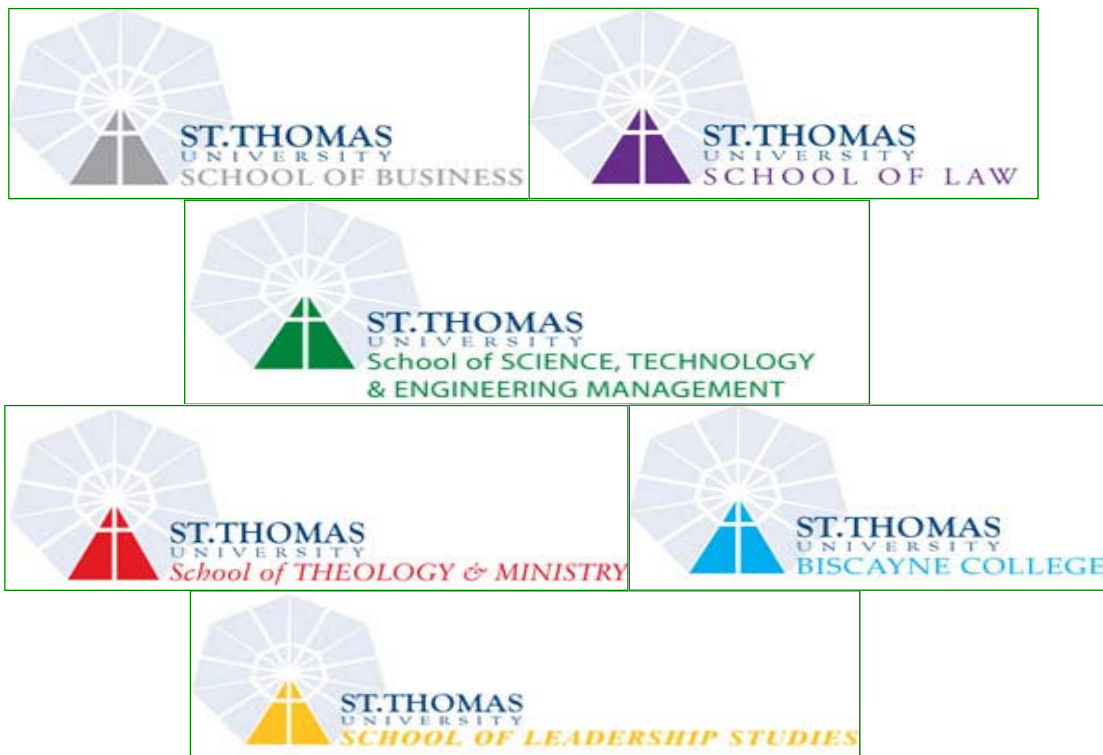 ST.THOMAS
UNIVERSITY
SCHOOL OF BUSINESS
ST.THOMAS
UNIVERSITY
SCHOOL OF LAW
ST.THOMAS
UNIVERSITY
School of SCIENCE, TECHNOLOGY
& ENGINEERING MANAGEMENT
ST.THOMAS
UNIVERSITY
School of THEOLOGY & MINISTRY
ST.THOMAS
UNIVERSITY
BISCAYNE COLLEGE
ST.THOMAS
UNIVERSITY
SCHOOL OF LEADERSHIP STUDIES